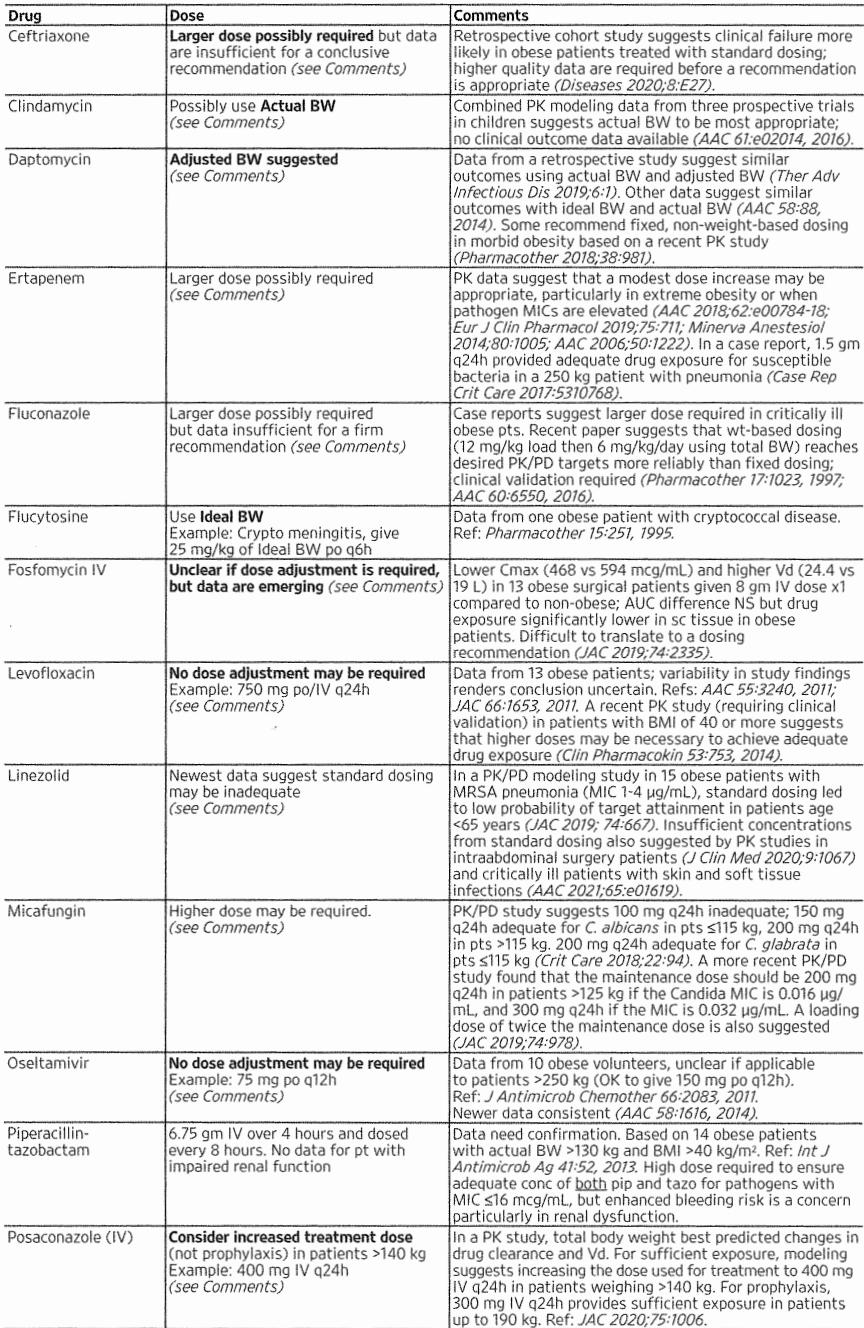 Drug Dose Comments
Ceftriaxone
Larger dose possibly required but data
are insufficient for a conclusive
recommendation (see Comments)
Retrospective cohort study suggests clinical failure more
likely in obese patients treated with standard dosing;
higher quality data are required before a recommendation
is appropriate (Diseases 2020;8:E27).
Clindamycin
Possibly use Actual BW
(see Comments)
Combined PK modeling data from three prospective trials
in children suggests actual BW to be most appropriate;
no clinical outcome data available (AAC 61:e02014, 2016).
Daptomycin
Adjusted BW suggested
(see Comments)
Data from a retrospective study suggest similar
outcomes using actual BW and adjusted BW (Ther Adv
Infectious Dis 2019;6:1). Other data suggest similar
outcomes with ideal BW and actual BW (AAC 58:88,
2014). Some recommend fixed, non-weight-based dosing
in morbid obesity based on a recent PK study
(Pharmacother 2018;38:981).
Ertapenem
Larger dose possibly required
(see Comments)
PK data suggest that a modest dose increase may be
appropriate, particularly in extreme obesity or when
pathogen MICs are elevated (AAC 2018;62:e00784-18;
Eur J Clin Pharmacol 2019;75:711; Minerva Anestesiol
2014;80:1005; AAC 2006;50:1222). In a case report, 1.5 gm
q24h provided adequate drug exposure for susceptible
bacteria in a 250 kg patient with pneumonia (Case Rep
Crit Care 2017:5310768).
Fluconazole
Larger dose possibly required
but data insufficient for a firm
recommendation (see Comments)
Case reports suggest larger dose required in critically ill
obese pts. Recent paper suggests that wt-based dosing
(12 mg/kg load then 6 mg/kg/day using total BW) reaches
desired PK/PD targets more reliably than fixed dosing;
clinical validation required (Pharmacother 17:1023, 1997;
AAC 60:6550, 2016).
Flucytosine
Use Ideal BW
Example: Crypto meningitis, give
25 mg/kg of Ideal BW po q6h
Data from one obese patient with cryptococcal disease.
Ref: Pharmacother 15:251, 1995.
Fosfomycin IV
Unclear if dose adjustment is required,
but data are emerging (see Comments)
Lower Cmax (468 vs 594 mcg/mL) and higher Vd (24.4 vs
19 L) in 13 obese surgical patients given 8 gm IV dose x1
compared to non-obese; AUC difference NS but drug
exposure significantly lower in sc tissue in obese
patients. Difficult to translate to a dosing
recommendation (JAC 2019;74:2335).
Levofloxacin
No dose adjustment may be required
Example: 750 mg po/IV q24h
(see Comments)
Data from 13 obese patients; variability in study findings
renders conclusion uncertain. Refs: AAC 55:3240, 2011;
JAC 66:1653, 2011. A recent PK study (requiring clinical
validation) in patients with BMI of 40 or more suggests
that higher doses may be necessary to achieve adequate
drug exposure (Clin Pharmacokin 53:753, 2014).
Linezolid
Newest data suggest standard dosing
may be inadequate
(see Comments)
In a PK/PD modeling study in 15 obese patients with
MRSA pneumonia (MIC 1-4 µg/mL), standard dosing led
to low probability of target attainment in patients age
<65 years (JAC 2019; 74:667). Insufficient concentrations
from standard dosing also suggested by PK studies in
intraabdominal surgery patients (J Clin Med 2020;9:1067)
and critically ill patients with skin and soft tissue
infections (AAC 2021;65:e01619).
Micafungin
Higher dose may be required.
(see Comments)
PK/PD study suggests 100 mg q24h inadequate; 150 mg
q24h adequate for C. albicans in pts ≤115 kg, 200 mg q24h
in pts >115 kg. 200 mg q24h adequate for C. glabrata in
pts ≤115 kg (Crit Care 2018;22:94). A more recent PK/PD
study found that the maintenance dose should be 200 mg
q24h in patients >125 kg if the Candida MIC is 0.016 µg/
mL, and 300 mg q24h if the MIC is 0.032 µg/mL. A loading
dose of twice the maintenance dose is also suggested
(JAC 2019;74:978).
Oseltamivir
No dose adjustment may be required
Example: 75 mg po q12h
(see Comments)
Data from 10 obese volunteers, unclear if applicable
to patients >250 kg (OK to give 150 mg po q12h).
Ref: J Antimicrob Chemother 66:2083, 2011.
Newer data consistent (AAC 58:1616, 2014).
Piperacillin-
tazobactam
6.75 gm IV over 4 hours and dosed
every 8 hours. No data for pt with
impaired renal function
Data need confirmation. Based on 14 obese patients
with actual BW >130 kg and BMI >40 kg/m². Ref: Int J
Antimicrob Ag 41:52, 2013. High dose required to ensure
adequate conc of both pip and tazo for pathogens with
MIC ≤16 mcg/mL, but enhanced bleeding risk is a concern
particularly in renal dysfunction.
Posaconazole (IV)
Consider increased treatment dose
(not prophylaxis) in patients >140 kg
Example: 400 mg IV q24h
(see Comments)
In a PK study, total body weight best predicted changes in
drug clearance and Vd. For sufficient exposure, modeling
suggests increasing the dose used for treatment to 400 mg
IV q24h in patients weighing >140 kg. For prophylaxis,
300 mg IV q24h provides sufficient exposure in patients
up to 190 kg. Ref: JAC 2020;75:1006.